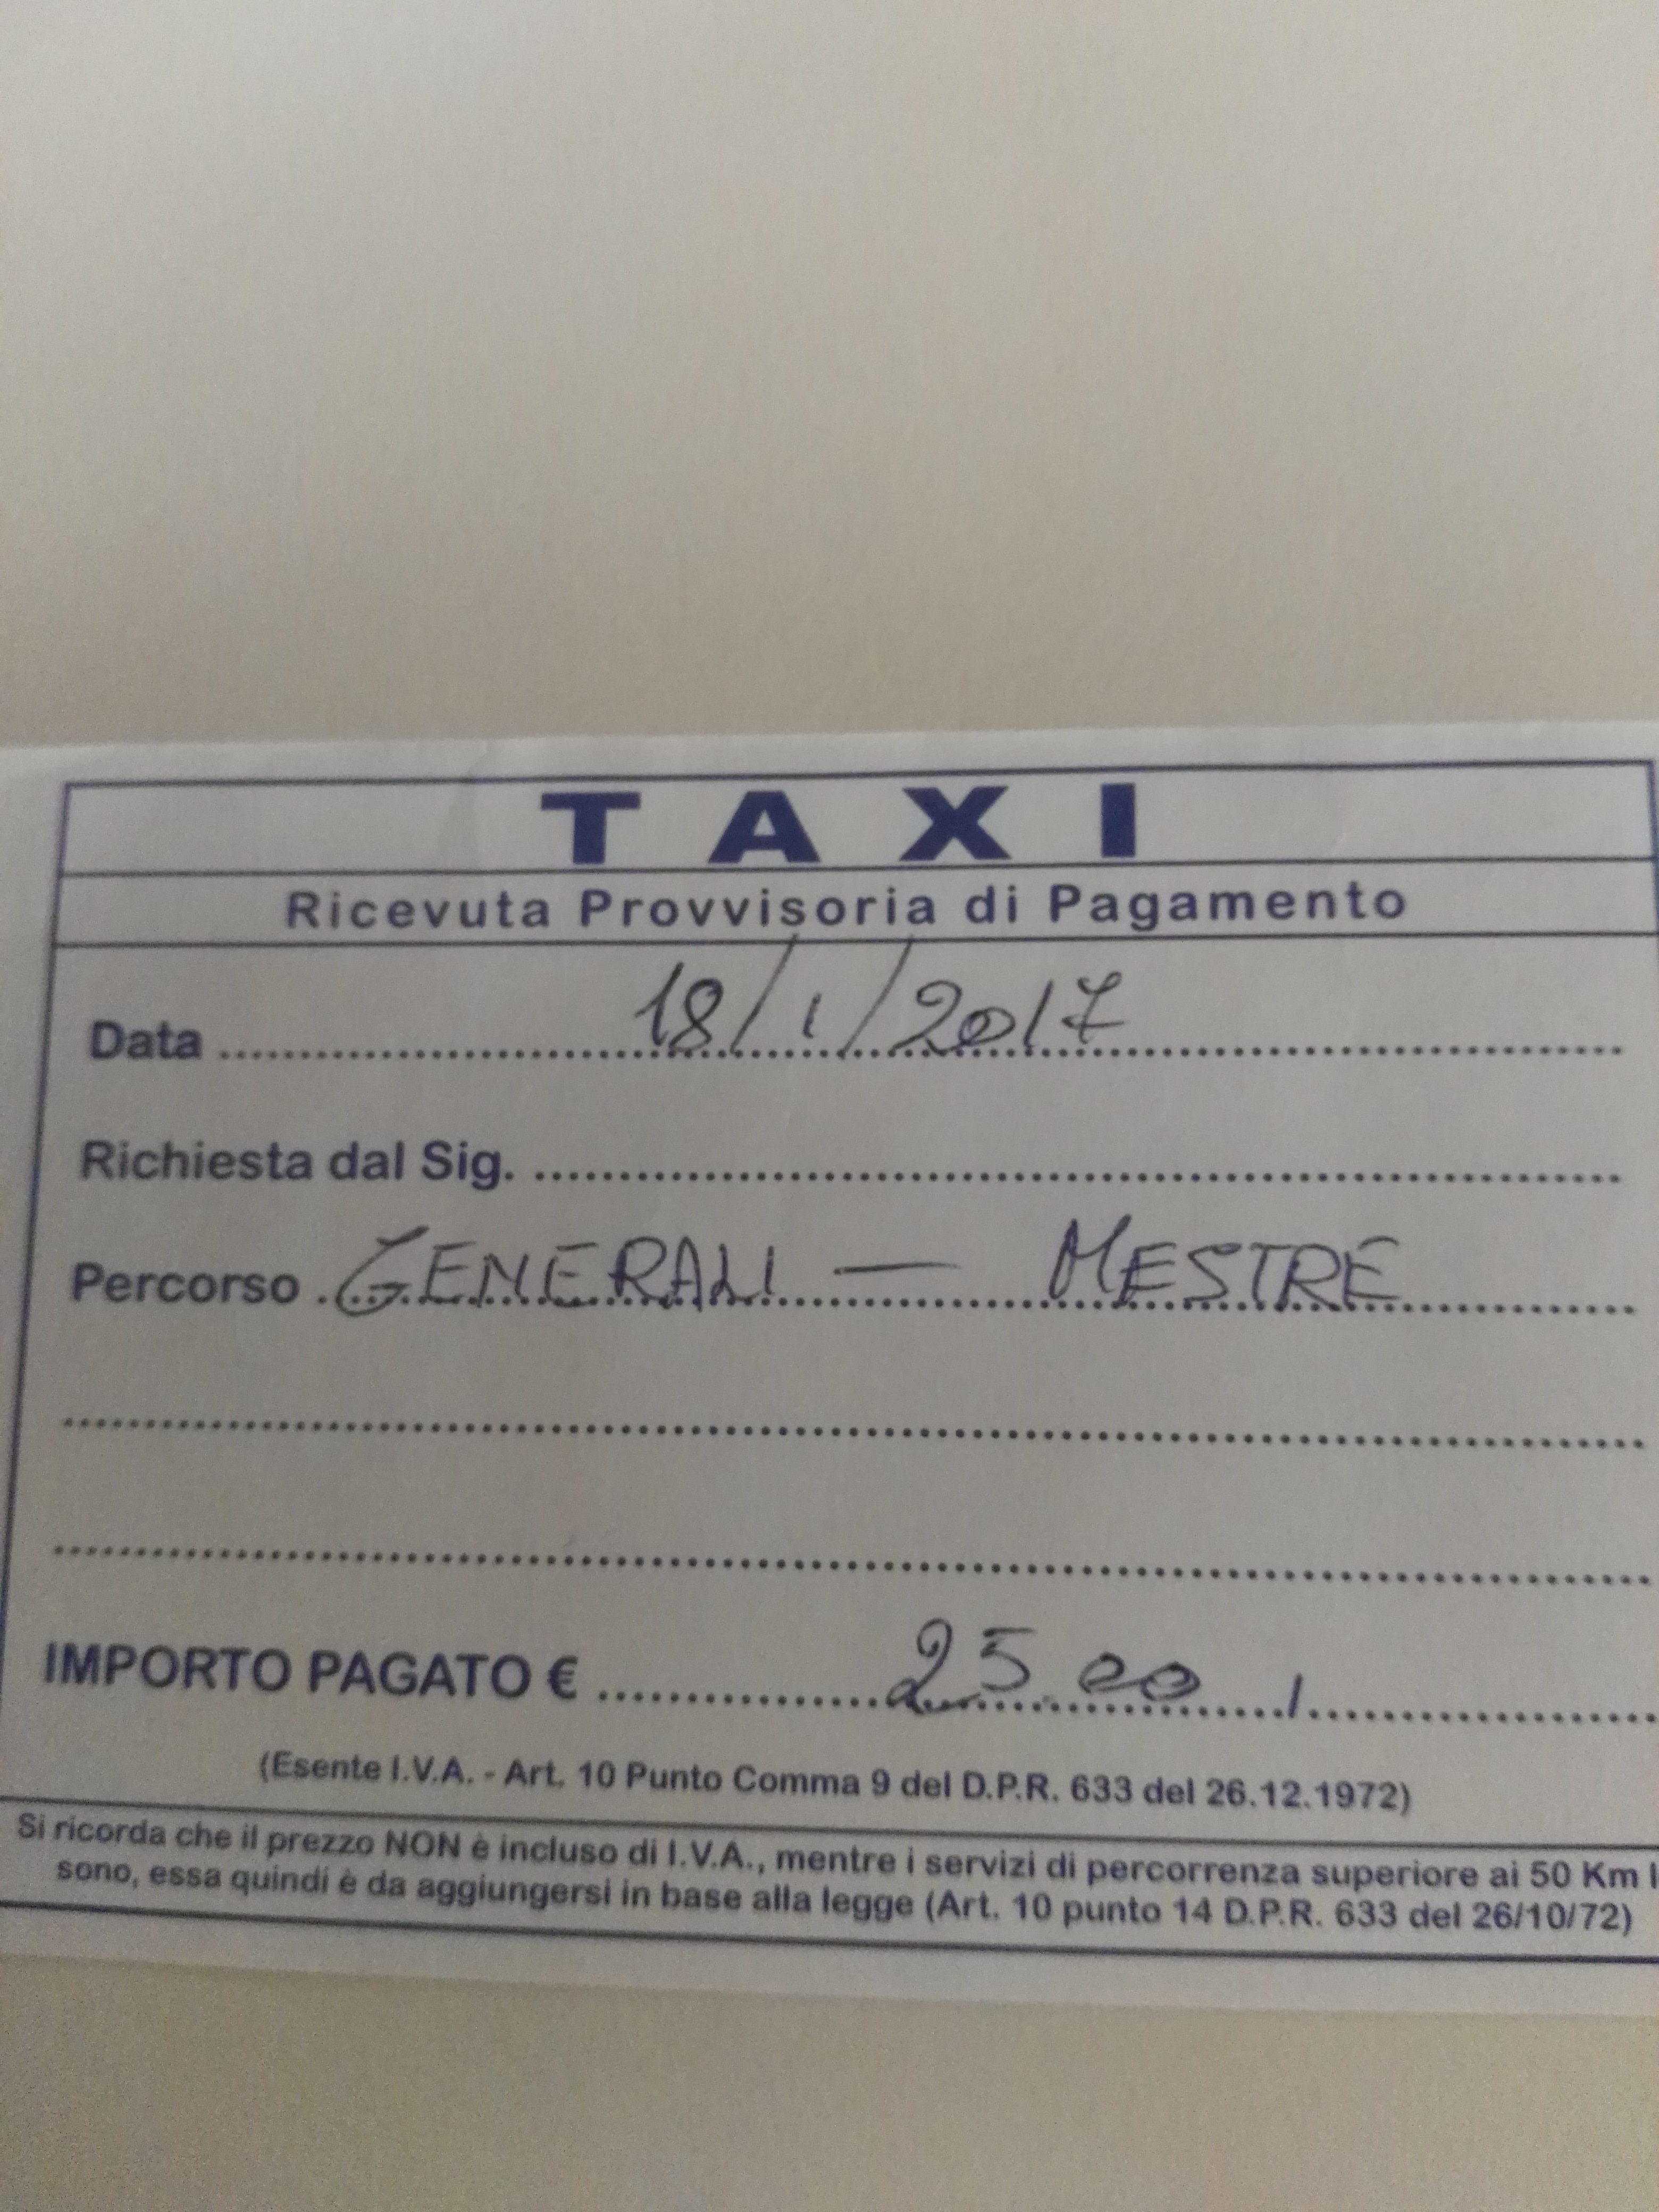 TAXI
Ricevuta Provvisoria di Pagamento
Data 18/1/2017
Richiesta dal Sig.
Percorso GENERALI — MESTRE
IMPORTO PAGATO € 25.00
(Esente I.V.A. - Art. 10 Punto Comma 9 del D.P.R. 633 del 26.12.1972)
Si ricorda che il prezzo NON è incluso di I.V.A., mentre i servizi di percorrenza superiore ai 50 Km
sono, essa quindi è da aggiungersi in base alla legge (Art. 10 punto 14 D.P.R. 633 del 26/10/72)